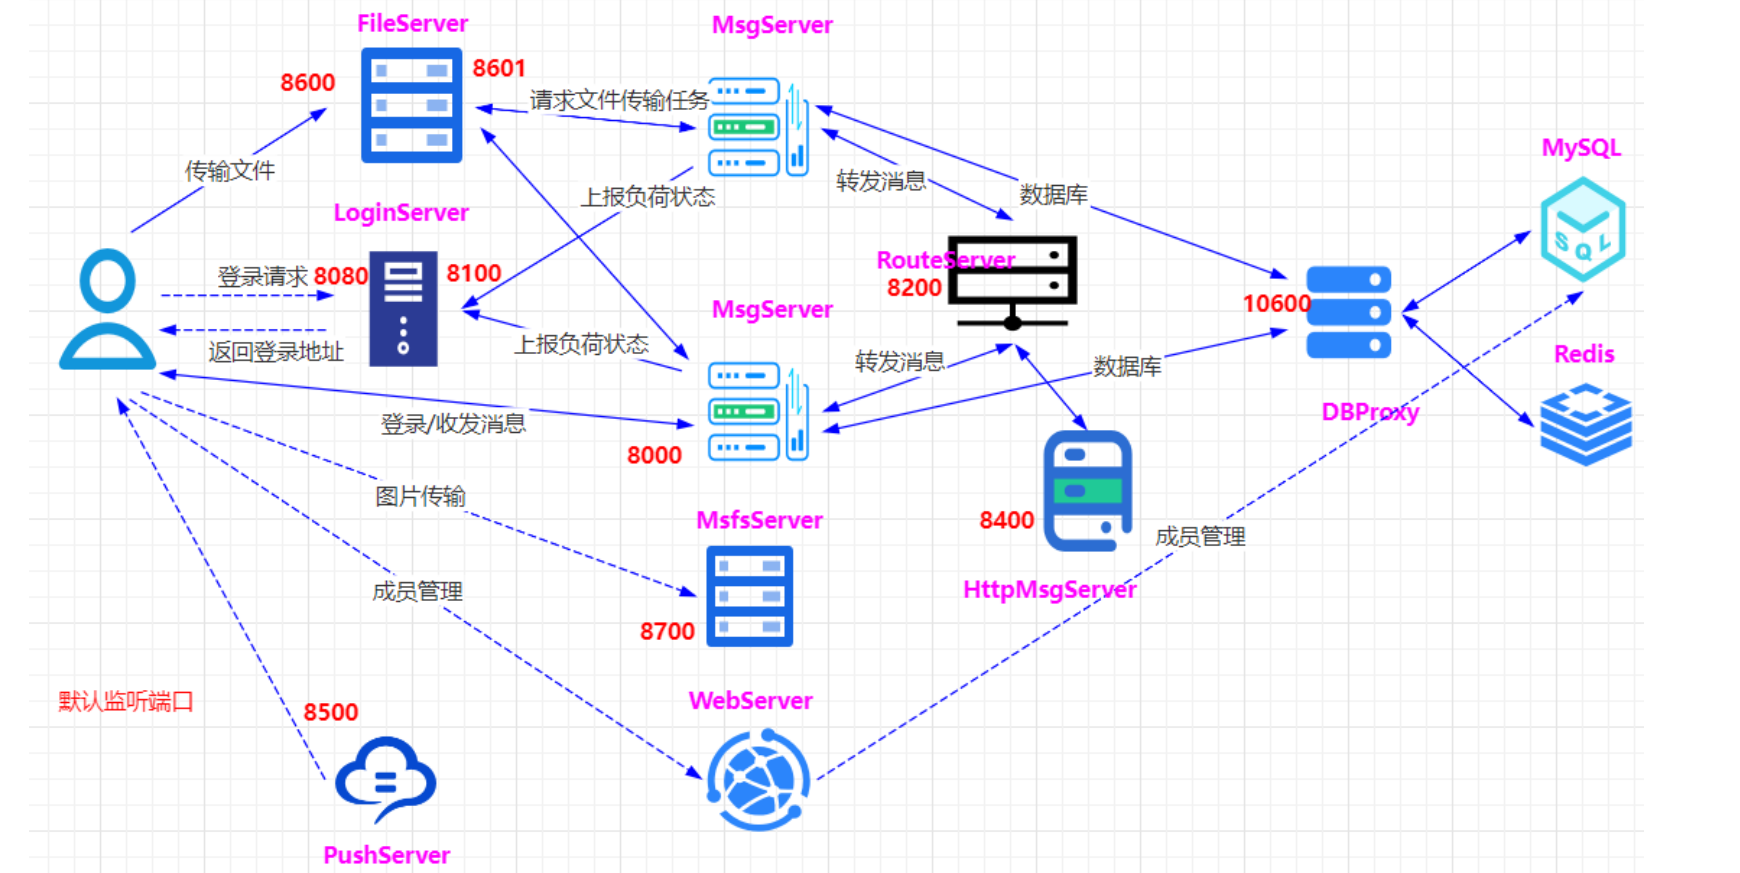 FileServer
MsgServer
8600
8601
请求文件传输任务
传输文件
上报负荷状态
转发消息
数据库
MySQL
LoginServer
登录请求
8080
8100
RouteServer
8200
10600
MsgServer
返回登录地址
上报负荷状态
转发消息
数据库
Redis
DBProxy
登录/收发消息
8000
图片传输
MsfsServer
8400
成员管理
HttpMsgServer
成员管理
8700
默认监听端口
8500
WebServer
PushServer